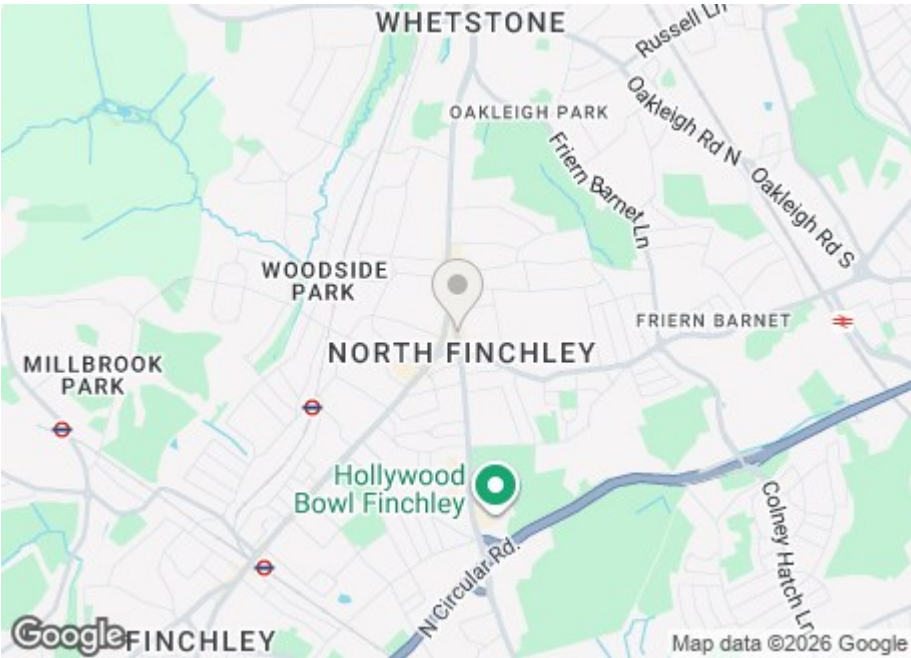 WHETSTONE
Russell Ln
OAKLEIGH PARK
Oakleigh Rd N
Friern Barnet Ln
Oakleigh Rd S
WOODSIDE
PARK
FRIERN BARNET
NORTH FINCHLEY
MILLBROOK
PARK
Hollywood
Bowl Finchley
Colney Hatch Ln
N Circular Rd.
Google
FINCHLEY
Map data ©2026 Google